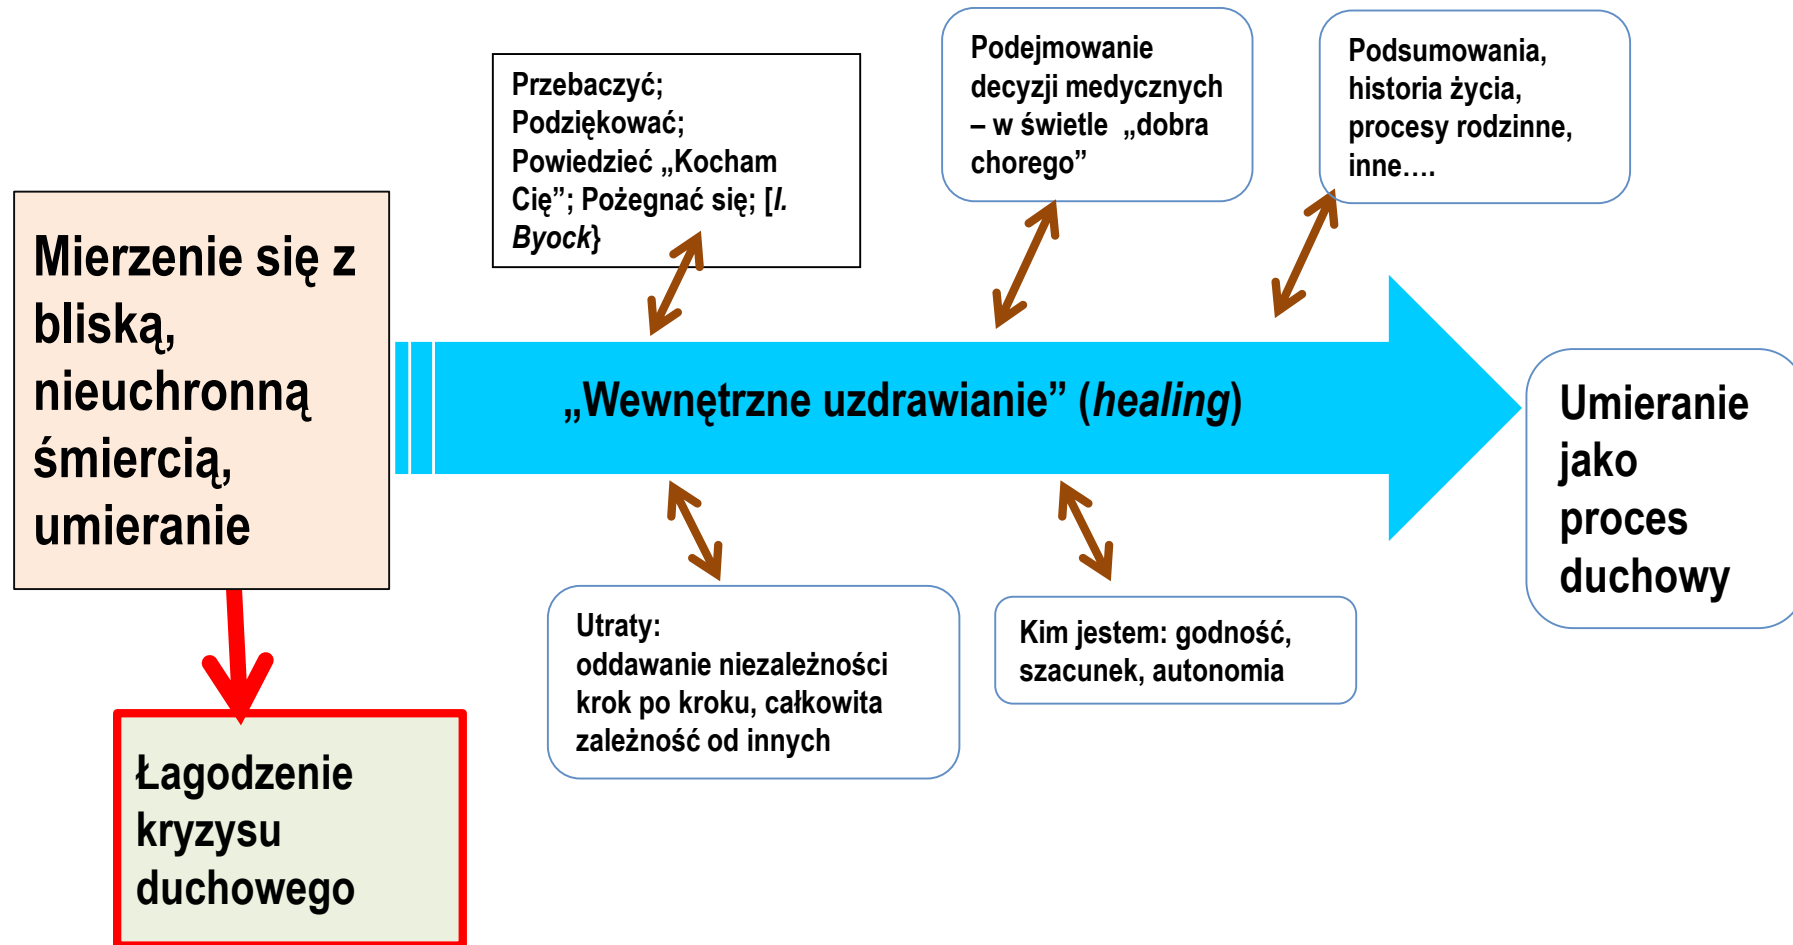 Mierzenie się z
bliską,
nieuchronną
śmiercią,
umieranie
Łagodzenie
kryzysu
duchowego
Przebaczyć;
Podziękować;
Powiedzieć „Kocham
Cię”; Pożegnać się; [I.
Byock}
Podejmowanie
decyzji medycznych
– w świetle „dobra
chorego”
Podsumowania,
historia życia,
procesy rodzinne,
inne….
„Wewnętrzne uzdrawianie” (healing)
Utraty:
oddawanie niezależności
krok po kroku, całkowita
zależność od innych
Kim jestem: godność,
szacunek, autonomia
Umieranie
jako
proces
duchowy